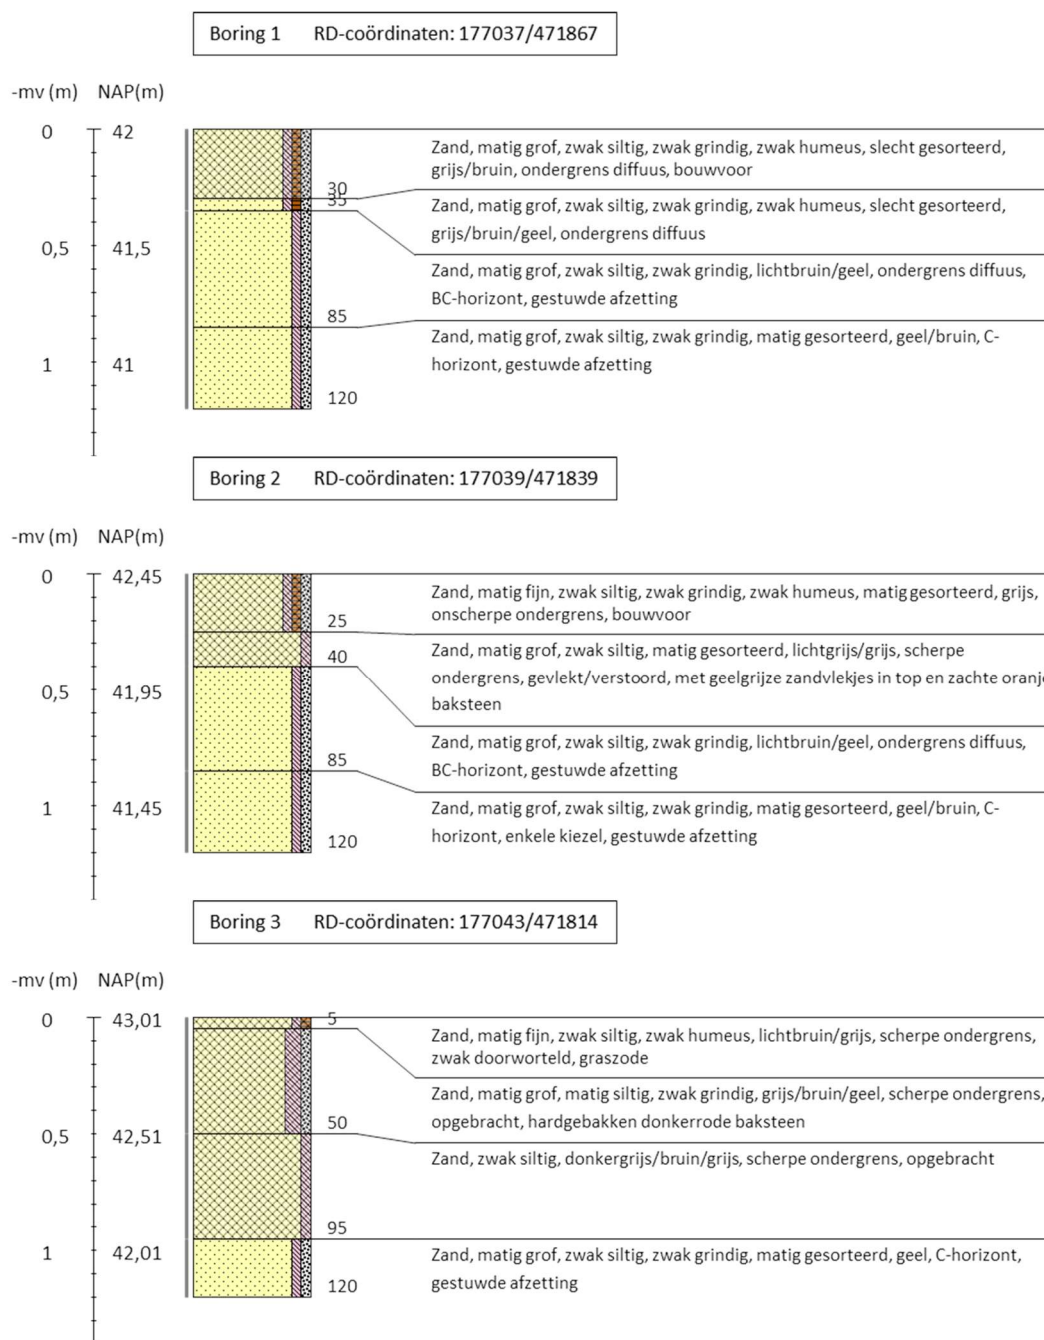 Boring 1 RD-coördinaten: 177037/471867
-mv (m) NAP(m)
0 42
Zand, matig grof, zwak siltig, zwak grindig, zwak humeus, slecht gesorteerd,
grijs/bruin, ondergrens diffuus, bouwvoor
30
35
Zand, matig grof, zwak siltig, zwak grindig, zwak humeus, slecht gesorteerd,
grijs/bruin/geel, ondergrens diffuus
0,5 41,5
Zand, matig grof, zwak siltig, zwak grindig, lichtbruin/geel, ondergrens diffuus,
BC-horizont, gestuwde afzetting
85
Zand, matig grof, zwak siltig, zwak grindig, matig gesorteerd, geel/bruin, C-
horizont, gestuwde afzetting
1 41
120
Boring 2 RD-coördinaten: 177039/471839
-mv (m) NAP(m)
0 42,45
Zand, matig fijn, zwak siltig, zwak grindig, zwak humeus, matig gesorteerd, grijs,
onscherpe ondergrens, bouwvoor
25
Zand, matig grof, zwak siltig, matig gesorteerd, lichtgrijs/grijs, scherpe
40
ondergrens, gevlekt/verstoord, met geelgrijze zandvlekjes in top en zachte oranje
0,5 41,95
baksteen
Zand, matig grof, zwak siltig, zwak grindig, lichtbruin/geel, ondergrens diffuus,
85
BC-horizont, gestuwde afzetting
1 41,45
Zand, matig grof, zwak siltig, zwak grindig, matig gesorteerd, geel/bruin, C-
horizont, enkele kiezel, gestuwde afzetting
120
Boring 3 RD-coördinaten: 177043/471814
-mv (m) NAP(m)
0 43,01
5
Zand, matig fijn, zwak siltig, zwak humeus, lichtbruin/grijs, scherpe ondergrens,
zwak doorworteld, graszode
Zand, matig grof, matig siltig, zwak grindig, grijs/bruin/geel, scherpe ondergrens,
opgebracht, hardgebakken donkerrode baksteen
50
0,5 42,51
Zand, zwak siltig, donkergrijs/bruin/grijs, scherpe ondergrens, opgebracht
95
1 42,01
Zand, matig grof, zwak siltig, zwak grindig, matig gesorteerd, geel, C-horizont,
gestuwde afzetting
120